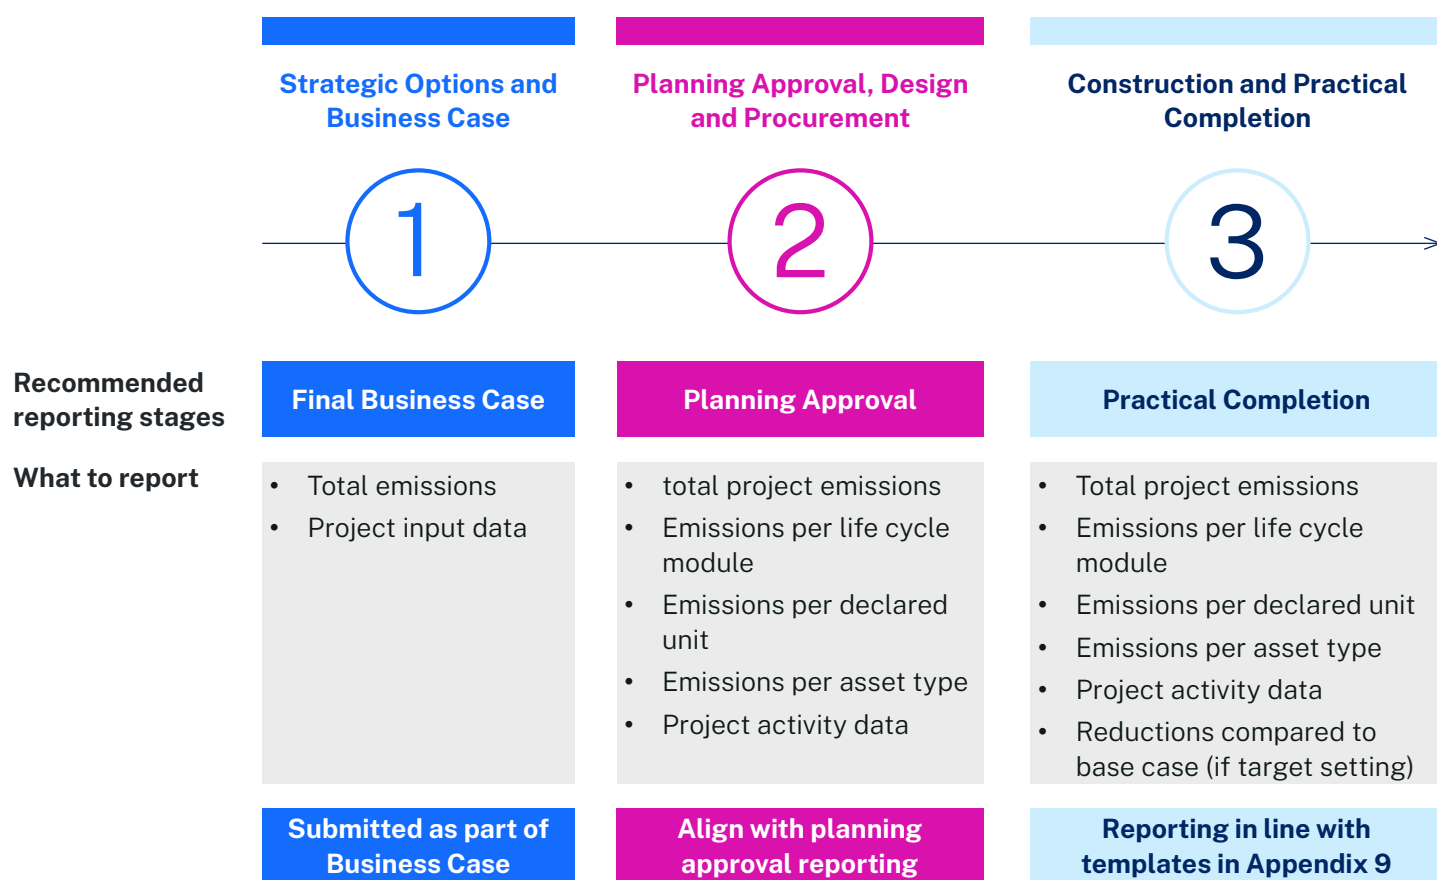 Strategic Options and
Business Case
Planning Approval, Design
and Procurement
Construction and Practical
Completion
1
2
3
Recommended
reporting stages
Final Business Case
Planning Approval
Practical Completion
What to report
• Total emissions
• Project input data
• total project emissions
• Emissions per life cycle
module
• Emissions per declared
unit
• Emissions per asset type
• Project activity data
• Total project emissions
• Emissions per life cycle
module
• Emissions per declared unit
• Emissions per asset type
• Project activity data
• Reductions compared to
base case (if target setting)
Submitted as part of
Business Case
Align with planning
approval reporting
Reporting in line with
templates in Appendix 9